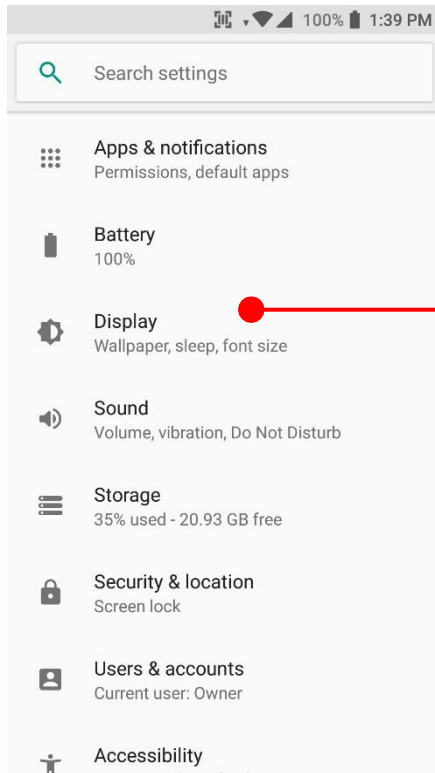 100% 1:39 PM
Search settings
Apps & notifications
Permissions, default apps
Battery
100%
Display
Wallpaper, sleep, font size
Sound
Volume, vibration, Do Not Disturb
Storage
35% used - 20.93 GB free
Security & location
Screen lock
Users & accounts
Current user: Owner
Accessibility